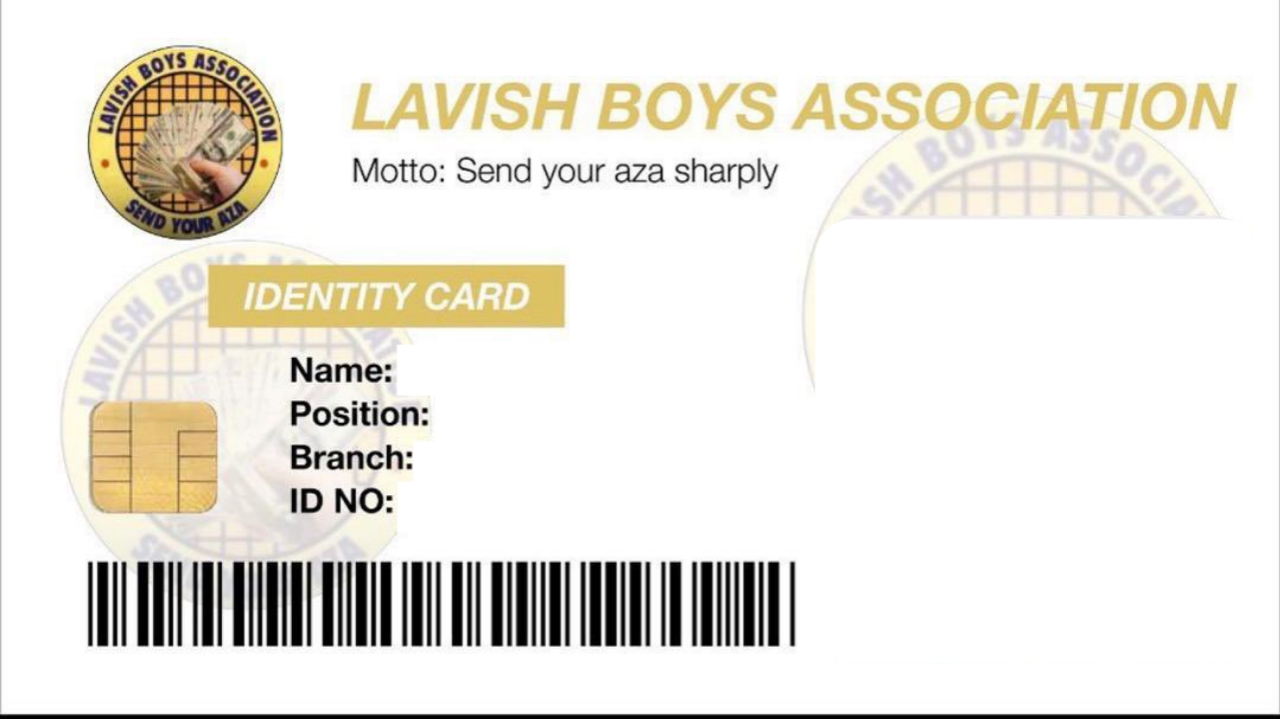 LAVISH BOYS ASSOCIATION
SEND YOUR AZA
LAVISH BOYS ASSOCIATION
Motto: Send your aza sharply
IDENTITY CARD
Name:
Position:
Branch:
ID NO: